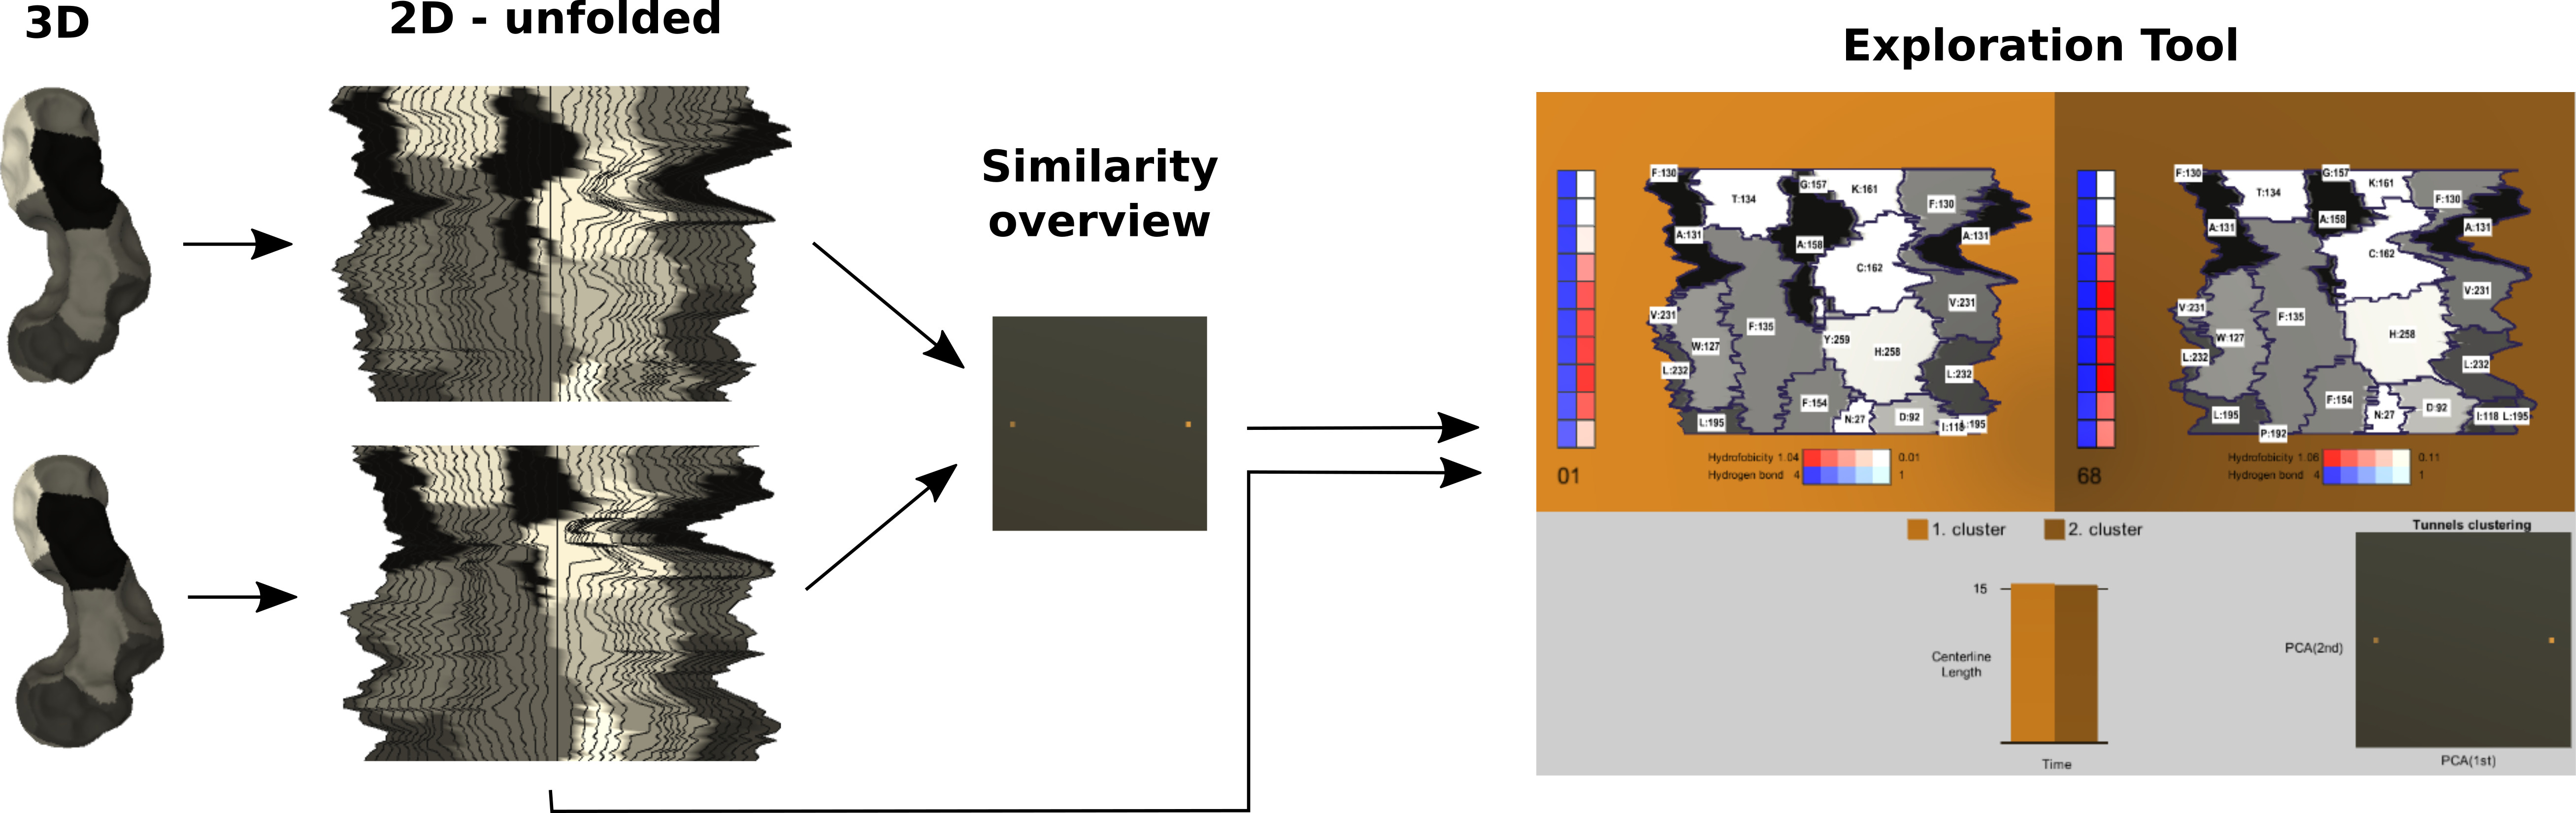 3D
2D - unfolded
Similarity
overview
Exploration Tool
F:130
T:134
G:157
K:161
F:130
A:131
A:158
A:131
C:162
V:231
V:231
F:135
Y:259
W:127
H:258
L:232
L:232
F:154
L:195
N:27
D:92
I:118
L:195
Hydrofobicity 1.04
0.01
Hydrogen bond 4
1
01
F:130
T:134
G:157
K:161
F:130
A:158
A:131
A:131
C:162
V:231
V:231
F:135
W:127
H:258
L:232
L:232
F:154
L:195
N:27
D:92
I:118
L:195
P:192
Hydrofobicity 1.06
0.11
Hydrogen bond 4
1
68
1. cluster
2. cluster
15
Centerline
Length
Time
Tunnels clustering
PCA(2nd)
PCA(1st)